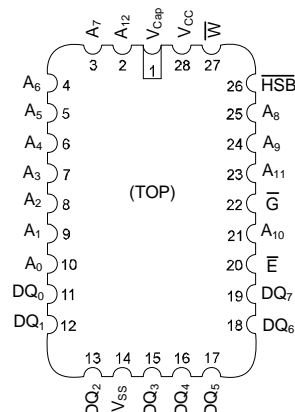 A7 A12 VCap VCC W̅
3 2 1 28 27
A6 4 26 H̅S̅B̅
A5 5 25 A8
A4 6 24 A9
A3 7 23 A11
A2 8 (TOP) 22 G̅
A1 9 21 A10
A0 10 20 E̅
DQ0 11 19 DQ7
DQ1 12 18 DQ6
13 14 15 16 17
DQ2 VSS DQ3 DQ4 DQ5